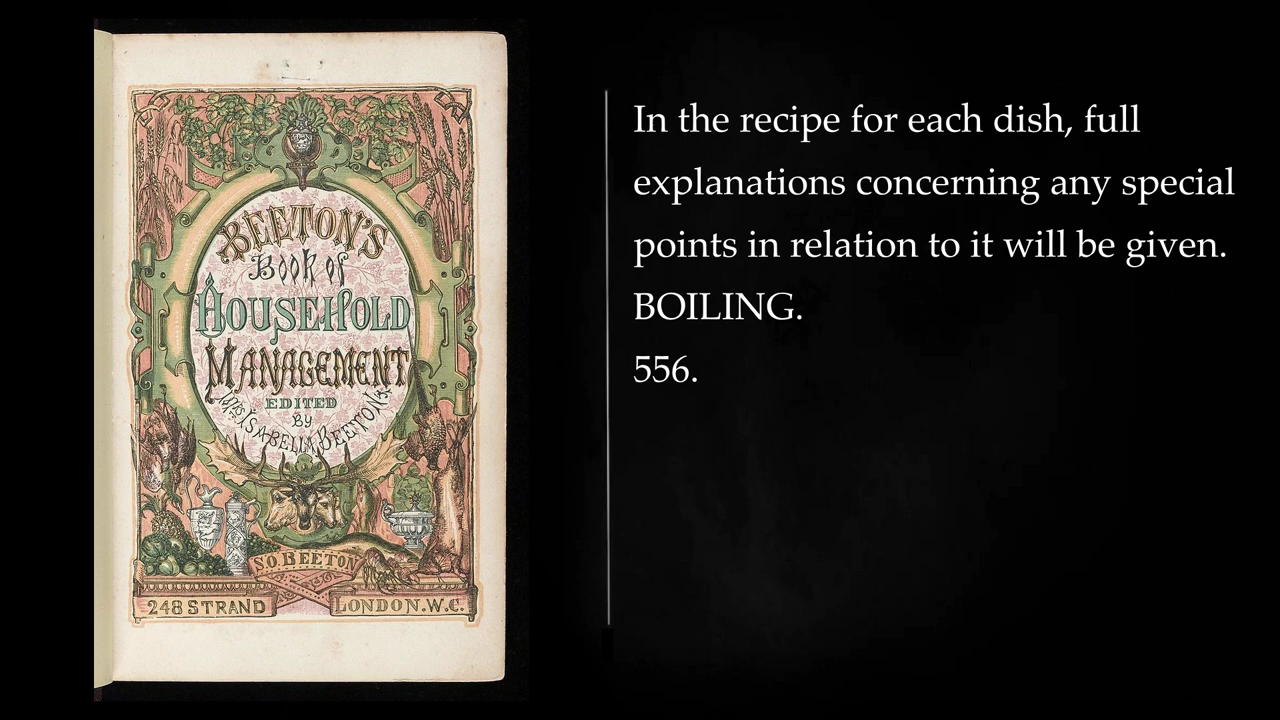 BEETON'S
Book of
HOUSEHOLD
MANAGEMENT
EDITED
BY
MRS ISABELLA BEETON
S.O. BEETON
248 STRAND
LONDON. W.C.
In the recipe for each dish, full
explanations concerning any special
points in relation to it will be given.
BOILING.
556.